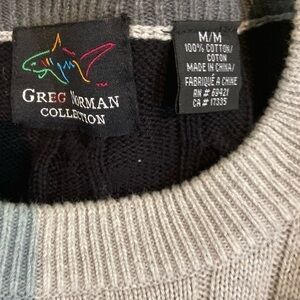 GREG NORMAN
COLLECTION
M/M
100% COTTON/
COTON
MADE IN CHINA/
FABRIQUÉ A CHINE
RN # 69421
CA # 17335